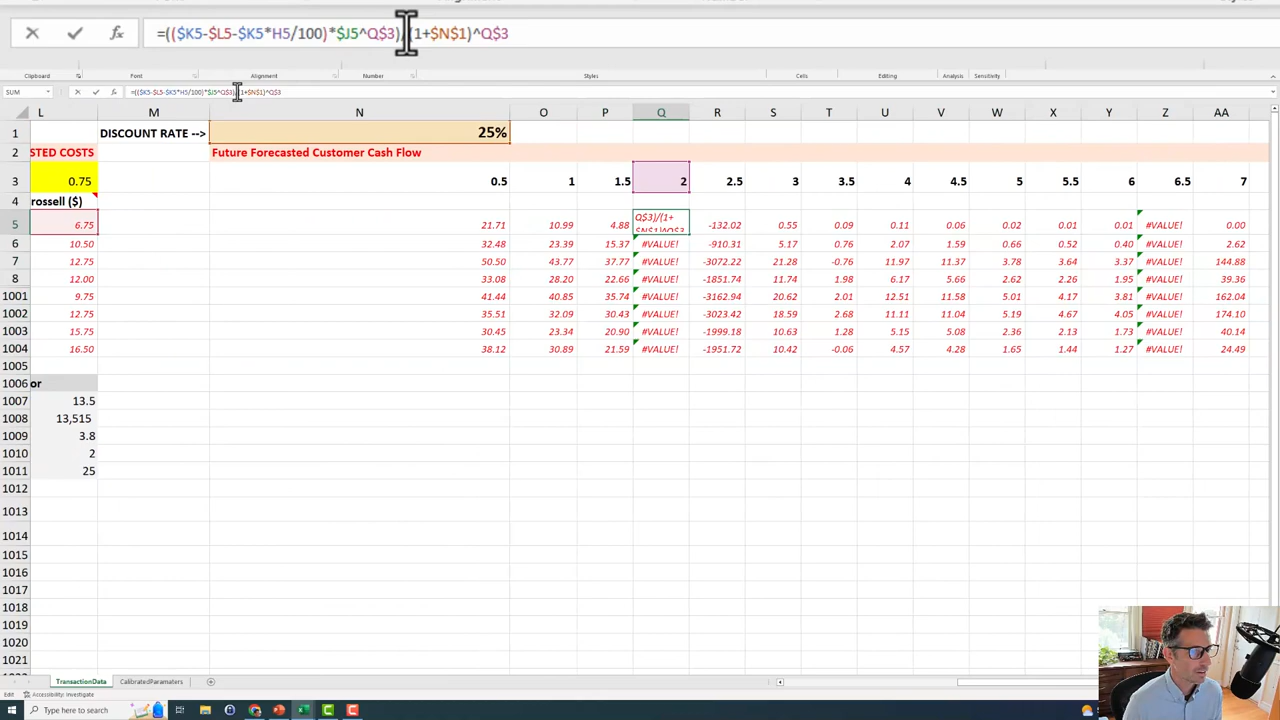 =(($K5-$L5-$K5*H5/100)*$J5^Q$3)/(1+$N$1)^Q$3
Clipboard Font Alignment Number Styles Cells Editing Analysis Sensitivity
SUM =(($K5-$L5-$K5*H5/100)*$J5^Q$3)/(1+$N$1)^Q$3
L M N O P Q R S T U V W X Y Z AA
1 DISCOUNT RATE --> 25%
2 STED COSTS Future Forecasted Customer Cash Flow
3 0.75 0.5 1 1.5 2 2.5 3 3.5 4 4.5 5 5.5 6 6.5 7
4 rossell ($)
5 6.75 21.71 10.99 4.88 Q$3)/(1+ -132.02 0.55 0.09 0.11 0.06 0.02 0.01 0.01 #VALUE! 0.00
$N$1)^Q$3
6 10.50 32.48 23.39 15.37 #VALUE! -910.31 5.17 0.76 2.07 1.59 0.66 0.52 0.40 #VALUE! 2.62
7 12.75 50.50 43.77 37.77 #VALUE! -3072.22 21.28 -0.76 11.97 11.37 3.78 3.64 3.37 #VALUE! 144.88
8 12.00 33.08 28.20 22.66 #VALUE! -1851.74 11.74 1.98 6.17 5.66 2.62 2.26 1.95 #VALUE! 39.36
1001 9.75 41.44 40.85 35.74 #VALUE! -3162.94 20.62 2.01 12.51 11.58 5.01 4.17 3.81 #VALUE! 162.04
1002 12.75 35.51 32.09 30.43 #VALUE! -3023.42 18.59 2.68 11.11 11.04 5.19 4.67 4.05 #VALUE! 174.10
1003 15.75 30.45 23.34 20.90 #VALUE! -1999.18 10.63 1.28 5.15 5.08 2.36 2.13 1.73 #VALUE! 40.14
1004 16.50 38.12 30.89 21.59 #VALUE! -1951.72 10.42 -0.06 4.57 4.28 1.65 1.44 1.27 #VALUE! 24.49
1005
1006 or
1007 13.5
1008 13,515
1009 3.8
1010 2
1011 25
1012
1013
1014
1015
1016
1017
1018
1019
1020
1021
TransactionData CalibratedParamaters
Edit Accessibility: Investigate
Type here to search